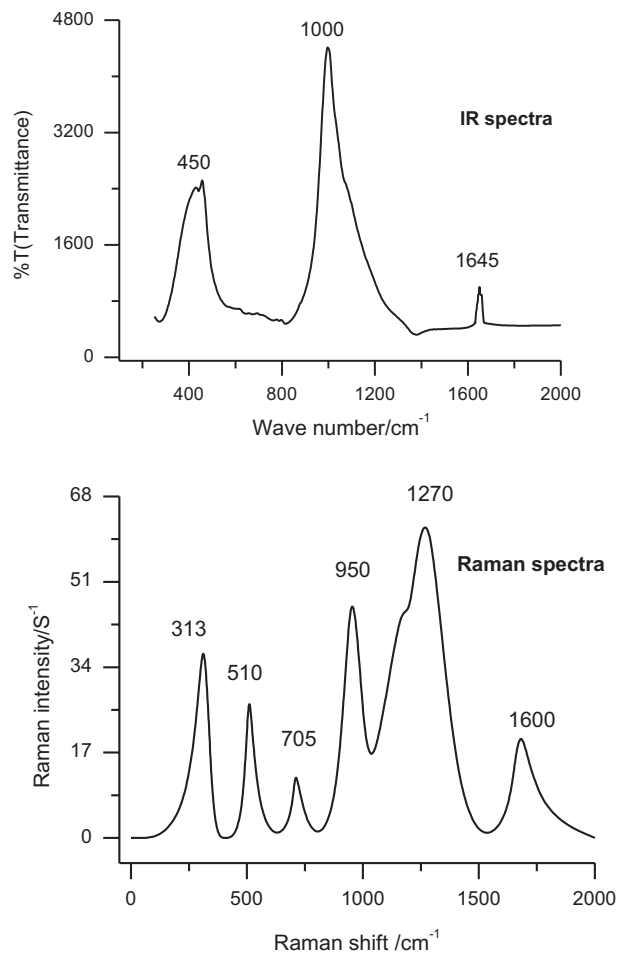 4800
1000
IR spectra
3200
%T(Transmittance)
450
1600
1645
0
400 800 1200 1600 2000
Wave number/cm⁻¹
68
1270
Raman spectra
51
950
313
510
34
Raman intensity/S⁻¹
705
1600
17
0
0 500 1000 1500 2000
Raman shift /cm⁻¹